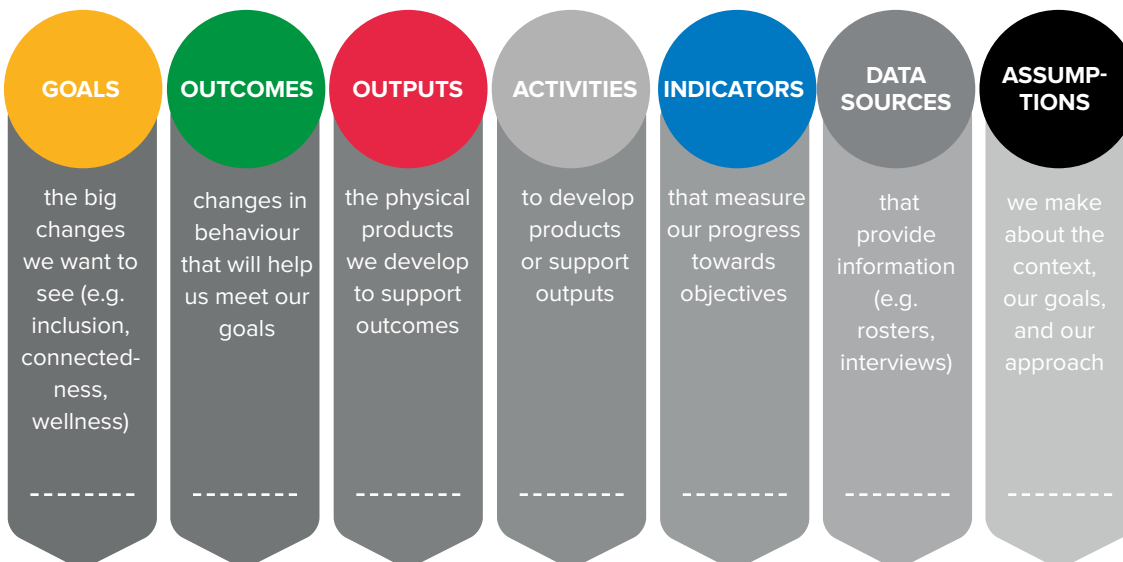 GOALS
the big
changes
we want to
see (e.g.
inclusion,
connected-
ness,
wellness)
OUTCOMES
changes in
behaviour
that will help
us meet our
goals
OUTPUTS
the physical
products
we develop
to support
outcomes
ACTIVITIES
to develop
products
or support
outputs
INDICATORS
that measure
our progress
towards
objectives
DATA
SOURCES
that
provide
information
(e.g.
rosters,
interviews)
ASSUMP-
TIONS
we make
about the
context,
our goals,
and our
approach